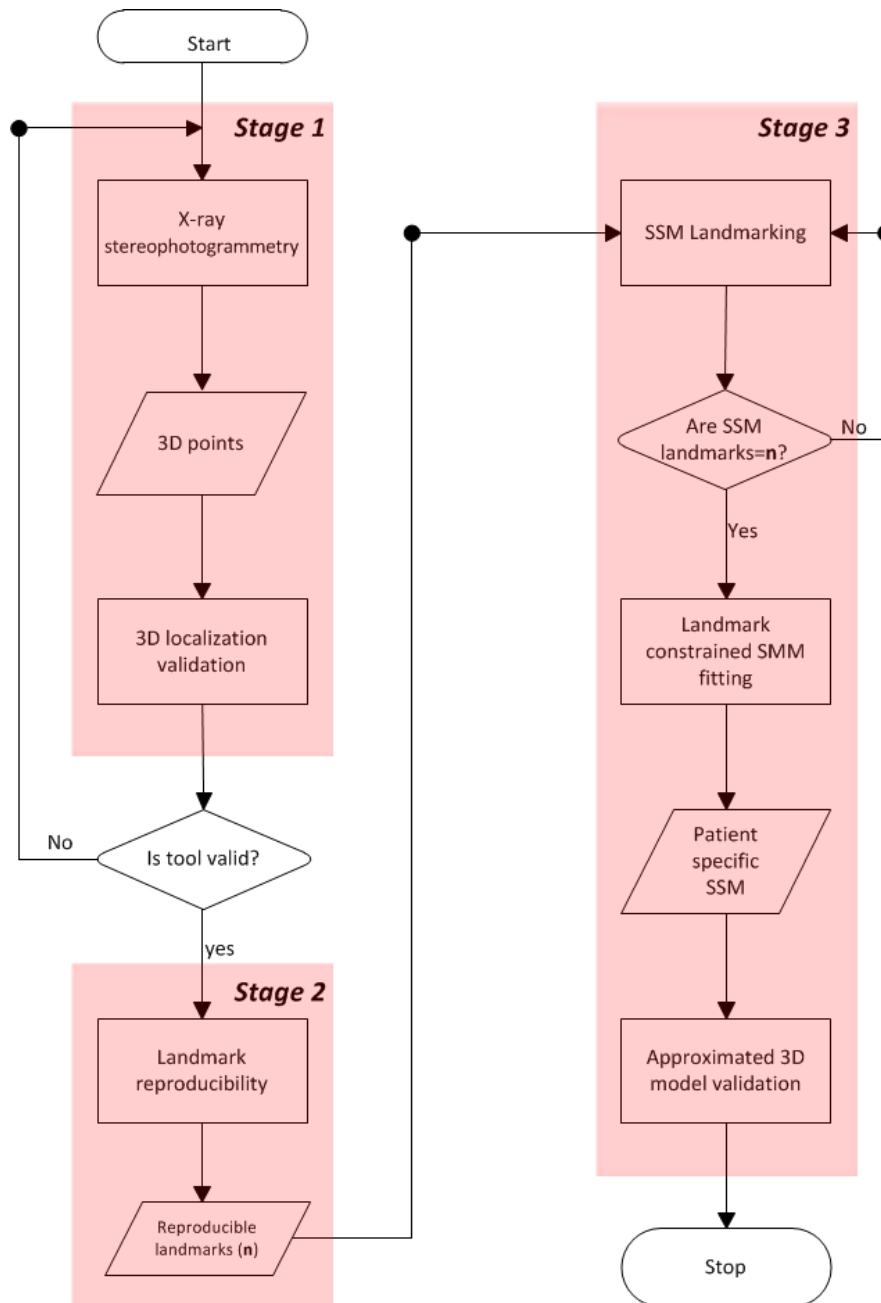 Start
Stage 1
X-ray
stereophotogrammetry
3D points
3D localization
validation
No
Is tool valid?
yes
Stage 2
Landmark
reproducibility
Reproducible
landmarks (n)
Stage 3
SSM Landmarking
Are SSM
landmarks=n?
No
Yes
Landmark
constrained SMM
fitting
Patient
specific
SSM
Approximated 3D
model validation
Stop